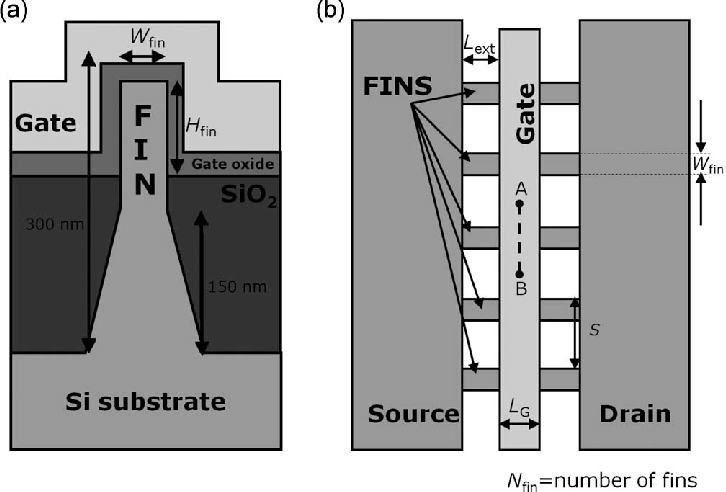 (a)
W_fin
Gate
F
I
N
H_fin
Gate oxide
SiO₂
300 nm
150 nm
Si substrate
(b)
L_ext
FINS
Gate
W_fin
A
B
S
Source
L_G
Drain
N_fin=number of fins